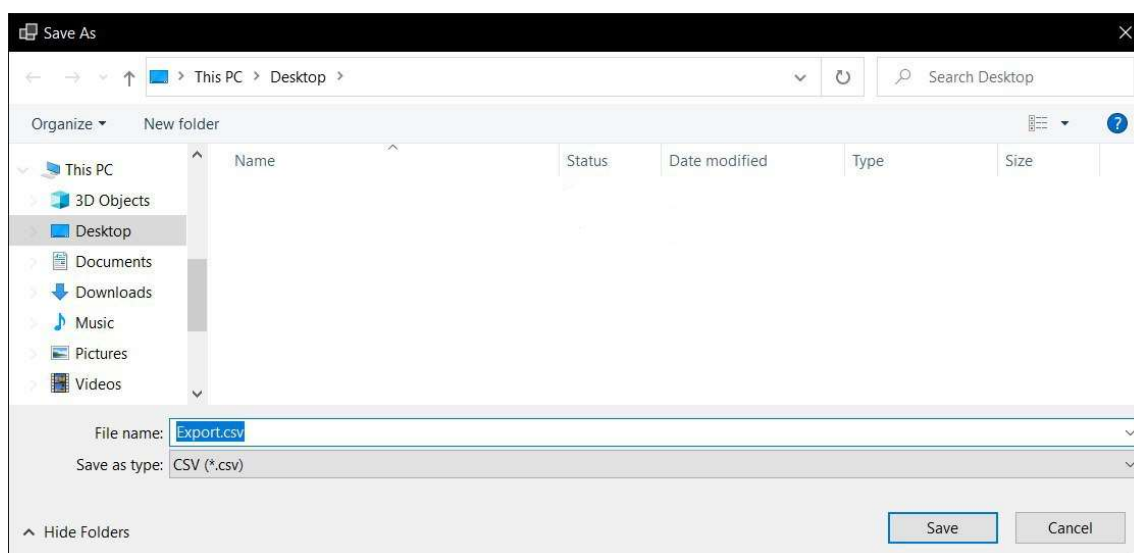 Save As
This PC > Desktop >
Search Desktop
Organize
New folder
?
Name
Status
Date modified
Type
Size
This PC
3D Objects
Desktop
Documents
Downloads
Music
Pictures
Videos
File name: Export.csv
Save as type: CSV (*.csv)
Hide Folders
Save
Cancel